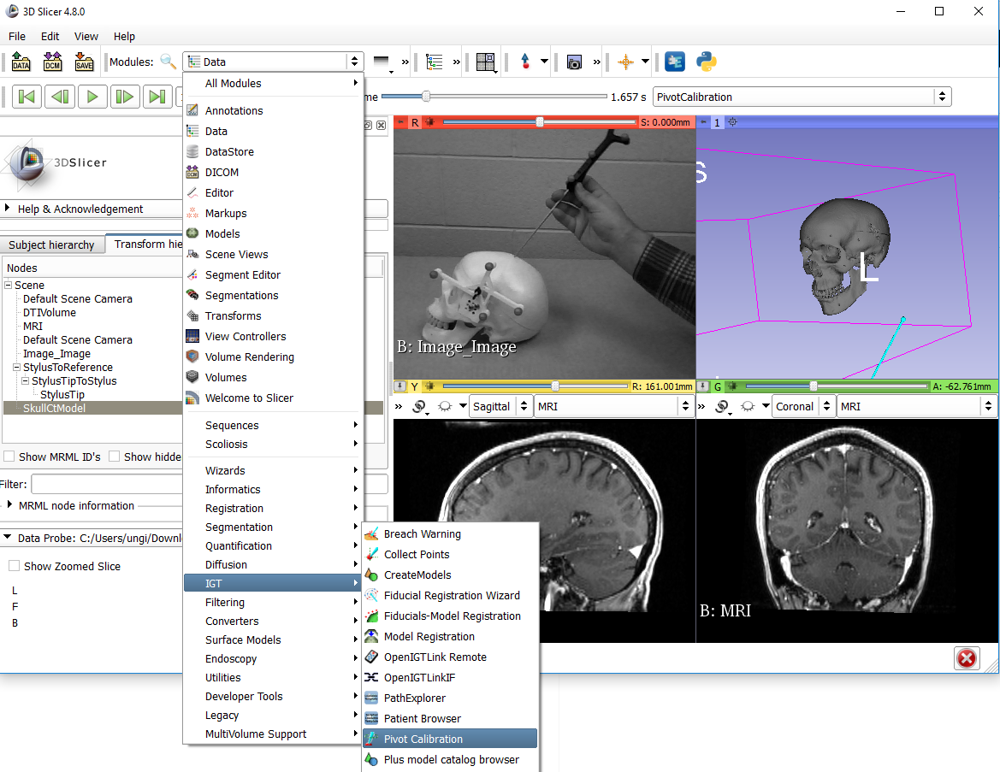 3D Slicer 4.8.0
File Edit View Help
DATA DCM SAVE Modules: Data
me 1.657 s PivotCalibration
3DSlicer
Help & Acknowledgement
Subject hierarchy Transform hie
Nodes
Scene
Default Scene Camera
DTIVolume
MRI
Default Scene Camera
Image_Image
StylusToReference
StylusTipToStylus
StylusTip
SkullCtModel
Show MRML ID's Show hidde
Filter:
MRML node information
Data Probe: C:/Users/ungi/Downl
Show Zoomed Slice
L
F
B
All Modules
Annotations
Data
DataStore
DICOM
Editor
Markups
Models
Scene Views
Segment Editor
Segmentations
Transforms
View Controllers
Volume Rendering
Volumes
Welcome to Slicer
Sequences
Scoliosis
Wizards
Informatics
Registration
Segmentation
Quantification
Diffusion
IGT
Filtering
Converters
Surface Models
Endoscopy
Utilities
Developer Tools
Legacy
MultiVolume Support
Breach Warning
Collect Points
CreateModels
Fiducial Registration Wizard
Fiducials-Model Registration
Model Registration
OpenIGTLink Remote
OpenIGTLinkIF
PathExplorer
Patient Browser
Pivot Calibration
Plus model catalog browser
R S: 0.000mm
B: Image_Image
1
S
L
Y R: 161.001mm
Sagittal MRI
G A: -62.761mm
Coronal MRI
B: MRI